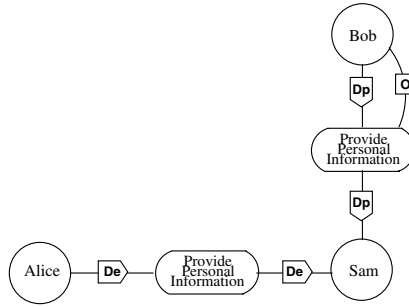 Bob
Dp
O
Provide
Personal
Information
Dp
Alice
De
Provide
Personal
Information
De
Sam